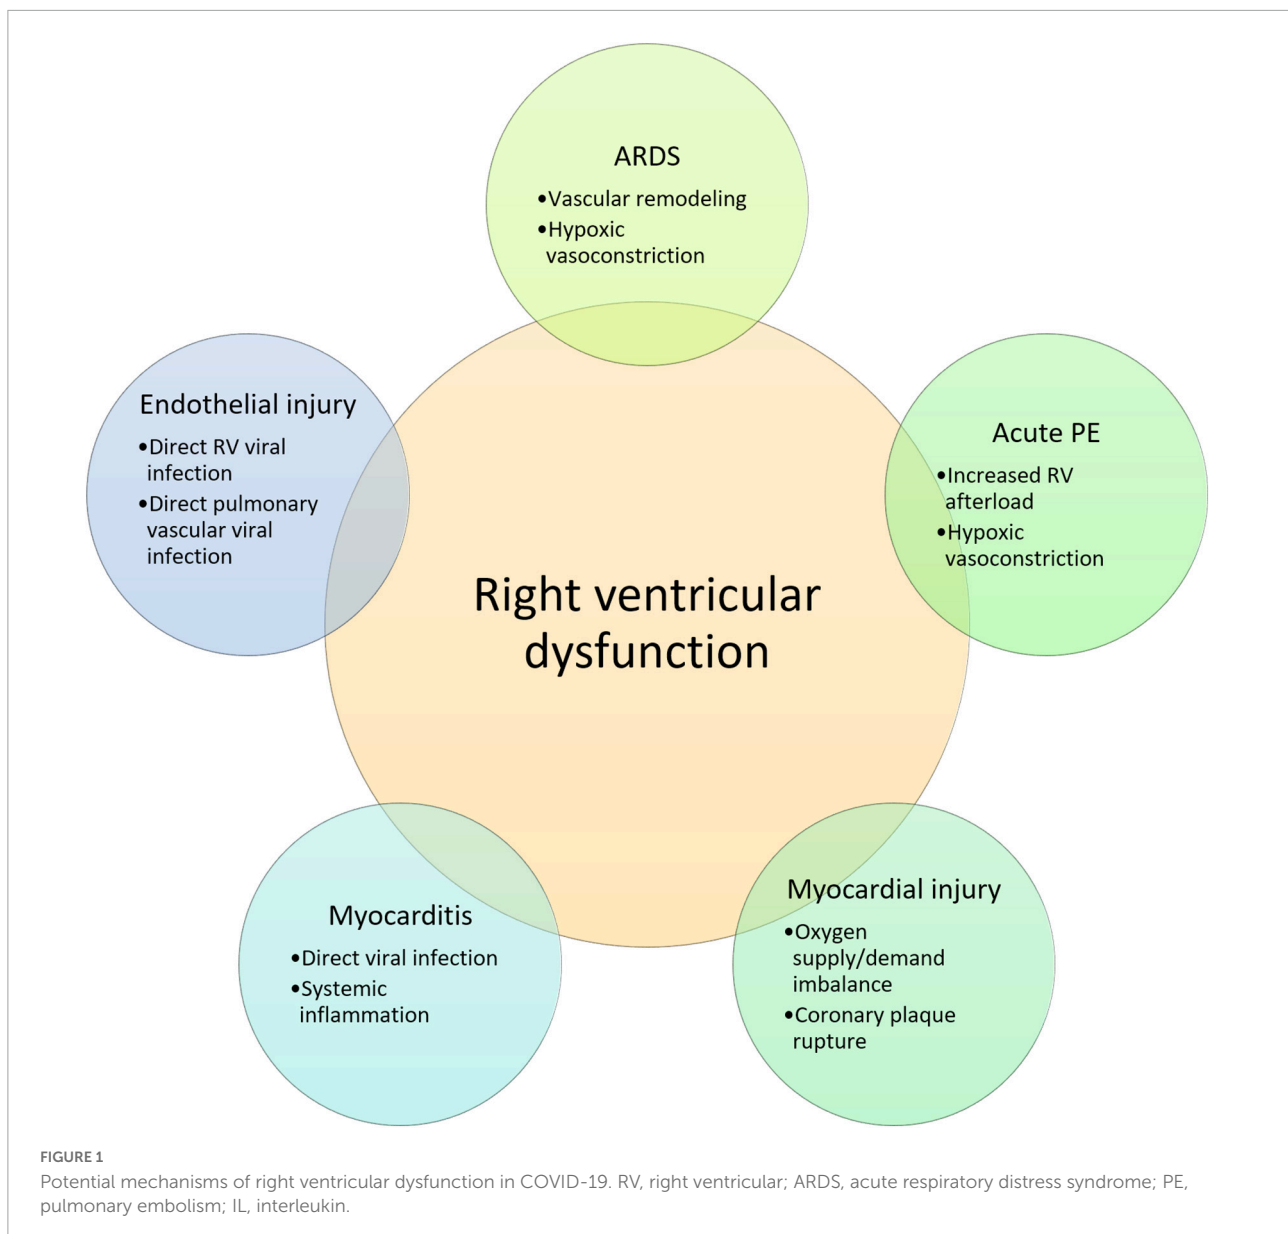 ARDS
•Vascular remodeling
•Hypoxic
vasoconstriction
Endothelial injury
•Direct RV viral
infection
•Direct pulmonary
vascular viral
infection
Acute PE
•Increased RV
afterload
•Hypoxic
vasoconstriction
Right ventricular
dysfunction
Myocarditis
•Direct viral infection
•Systemic
inflammation
Myocardial injury
•Oxygen
supply/demand
imbalance
•Coronary plaque
rupture
FIGURE 1
Potential mechanisms of right ventricular dysfunction in COVID-19. RV, right ventricular; ARDS, acute respiratory distress syndrome; PE,
pulmonary embolism; IL, interleukin.